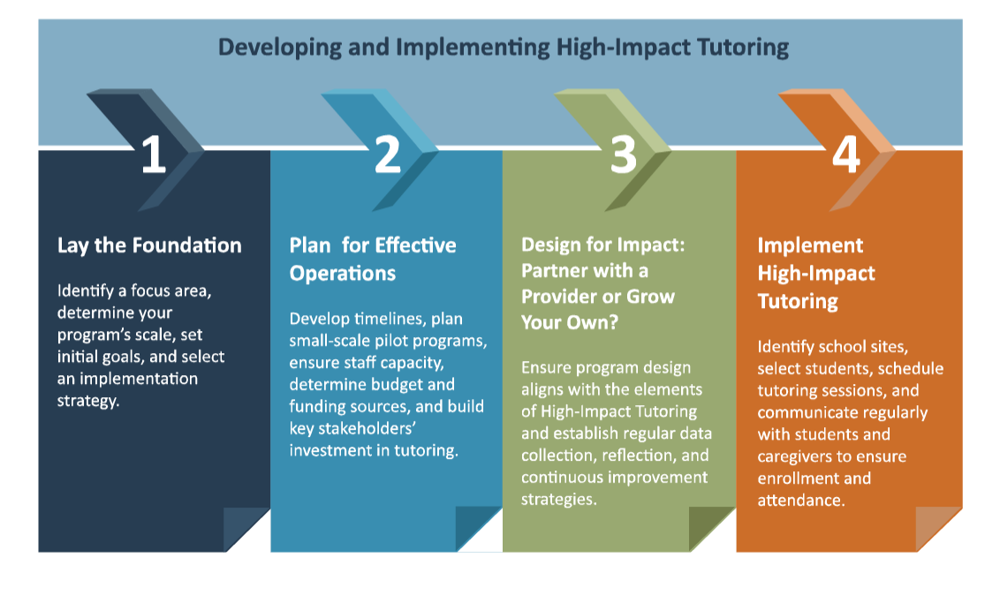 Developing and Implementing High-Impact Tutoring
1
Lay the Foundation
Identify a focus area,
determine your
program’s scale, set
initial goals, and select
an implementation
strategy.
2
Plan for Effective
Operations
Develop timelines, plan
small-scale pilot programs,
ensure staff capacity,
determine budget and
funding sources, and build
key stakeholders’
investment in tutoring.
3
Design for Impact:
Partner with a
Provider or Grow
Your Own?
Ensure program design
aligns with the elements
of High-Impact Tutoring
and establish regular data
collection, reflection, and
continuous improvement
strategies.
4
Implement
High-Impact
Tutoring
Identify school sites,
select students, schedule
tutoring sessions, and
communicate regularly
with students and
caregivers to ensure
enrollment and
attendance.